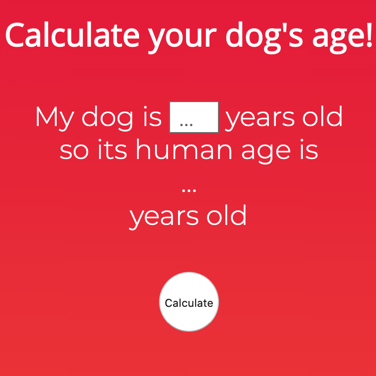 Calculate your dog's age!
My dog is ... years old
so its human age is
...
years old
Calculate